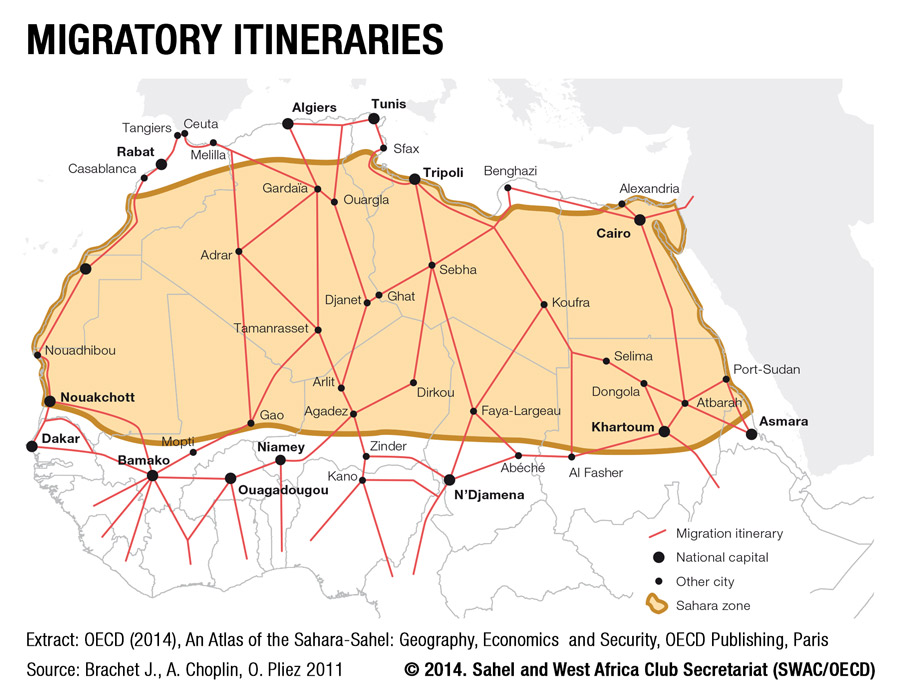 MIGRATORY ITINERARIES
Algiers
Tunis
Tangiers
Ceuta
Rabat
Melilla
Sfax
Casablanca
Tripoli
Benghazi
Gardaïa
Ouargla
Alexandria
Cairo
Adrar
Sebha
Djanet
Ghat
Koufra
Tamanrasset
Nouadhibou
Selima
Port-Sudan
Arlit
Dirkou
Dongola
Nouakchott
Agadez
Faya-Largeau
Atbarah
Gao
Khartoum
Asmara
Dakar
Mopti
Niamey
Zinder
Bamako
Abéché
Al Fasher
Kano
Ouagadougou
N'Djamena
Migration itinerary
National capital
Other city
Sahara zone
Extract: OECD (2014), An Atlas of the Sahara-Sahel: Geography, Economics and Security, OECD Publishing, Paris
Source: Brachet J., A. Choplin, O. Pliez 2011 © 2014. Sahel and West Africa Club Secretariat (SWAC/OECD)